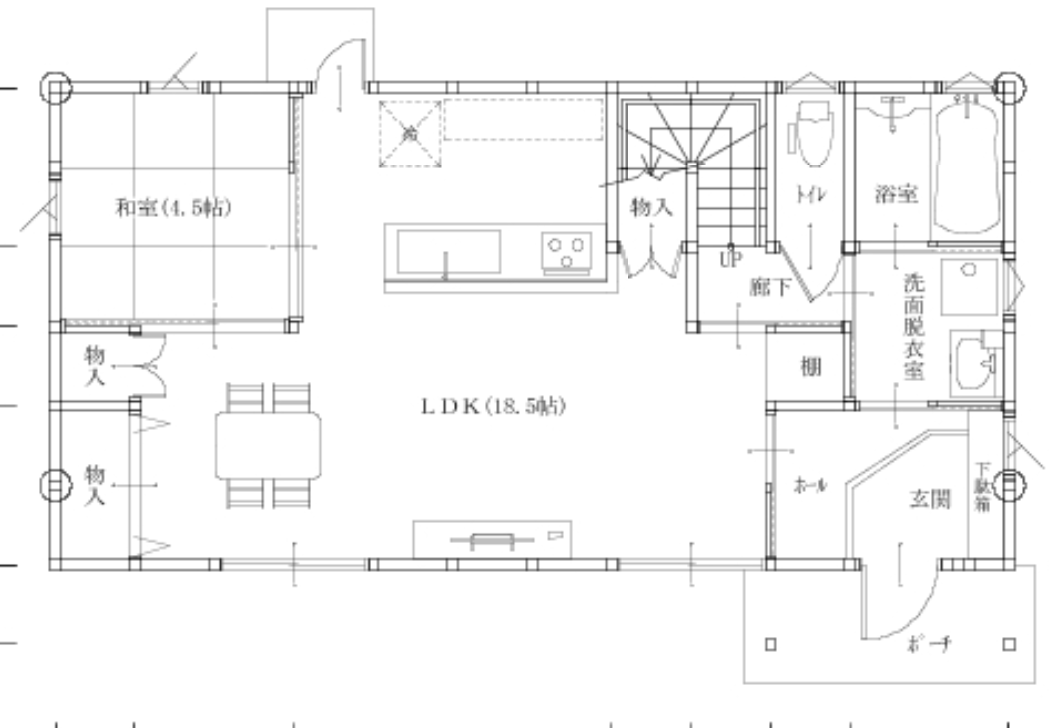 冷
和室(4.5帖)
物入
トイレ
浴室
UP
廊下
洗面脱衣室
物入
棚
LDK(18.5帖)
物入
ホール
玄関
下駄箱
ポーチ